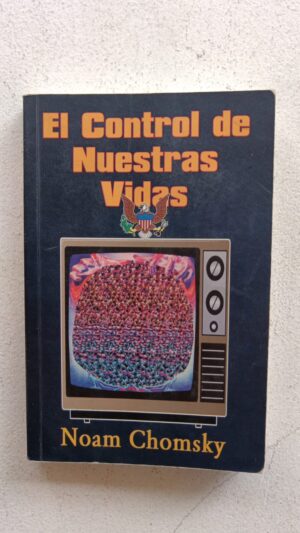 El Control de
Nuestras
Vidas
Noam Chomsky